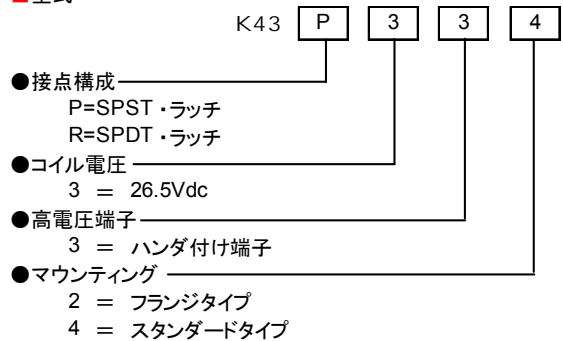 ■型式
K43 P 3 3 4
●接点構成
P=SPST・ラッチ
R=SPDT・ラッチ
●コイル電圧
3 ＝ 26.5Vdc
●高電圧端子
3 ＝ ハンダ付け端子
●マウンティング
2 ＝ フランジタイプ
4 ＝ スタンダードタイプ